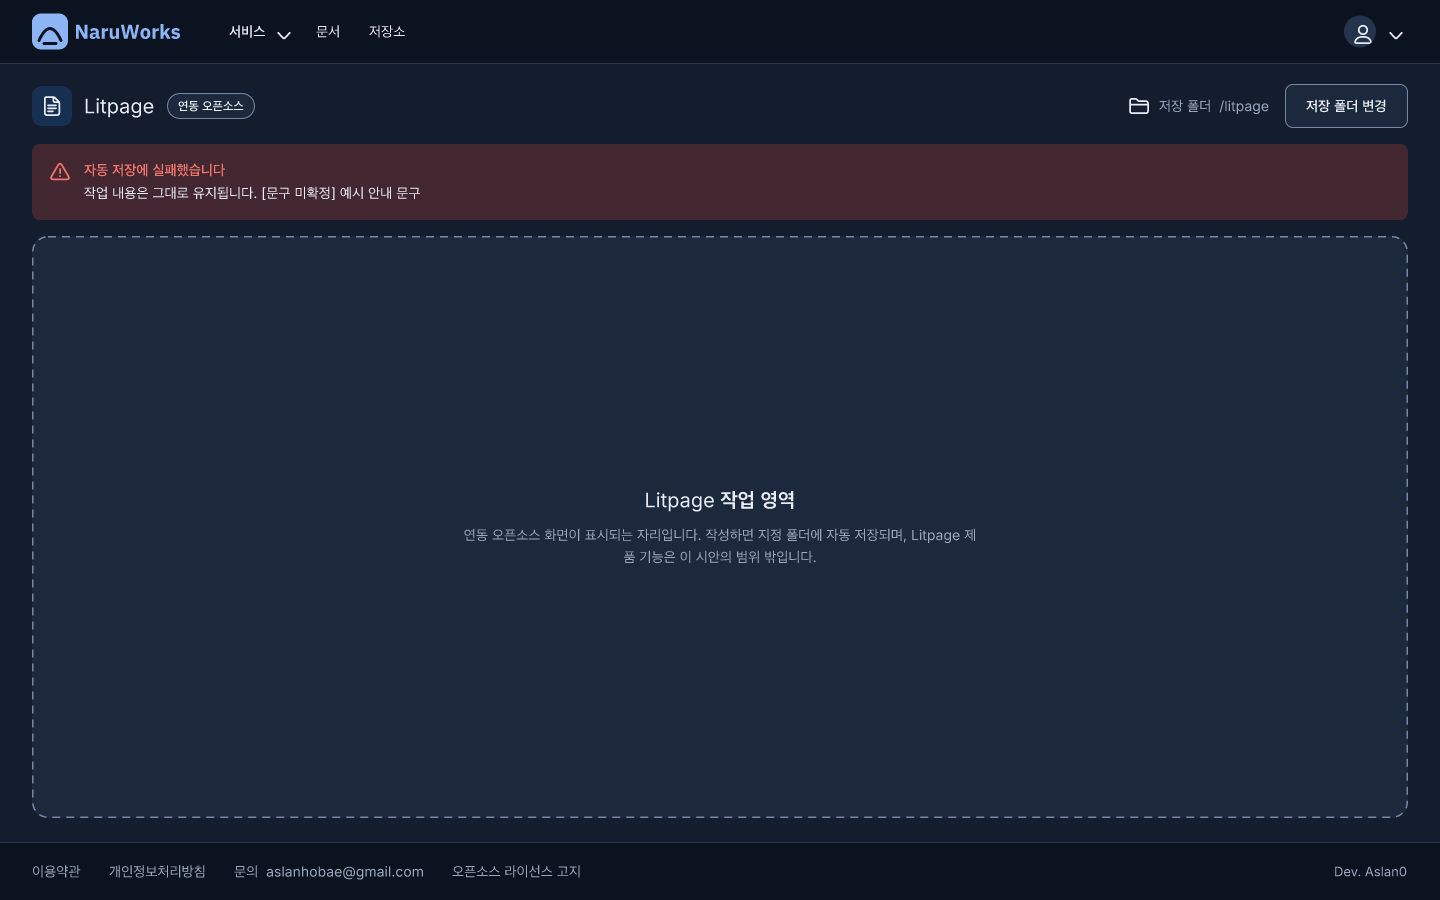 NaruWorks 서비스 문서 저장소
Litpage 연동 오픈소스 저장 폴더 /litpage 저장 폴더 변경
자동 저장에 실패했습니다
작업 내용은 그대로 유지됩니다. [문구 미확정] 예시 안내 문구
Litpage 작업 영역
연동 오픈소스 화면이 표시되는 자리입니다. 작성하면 지정 폴더에 자동 저장되며, Litpage 제
품 기능은 이 시안의 범위 밖입니다.
이용약관 개인정보처리방침 문의 aslanhobae@gmail.com 오픈소스 라이선스 고지 Dev. Aslan0